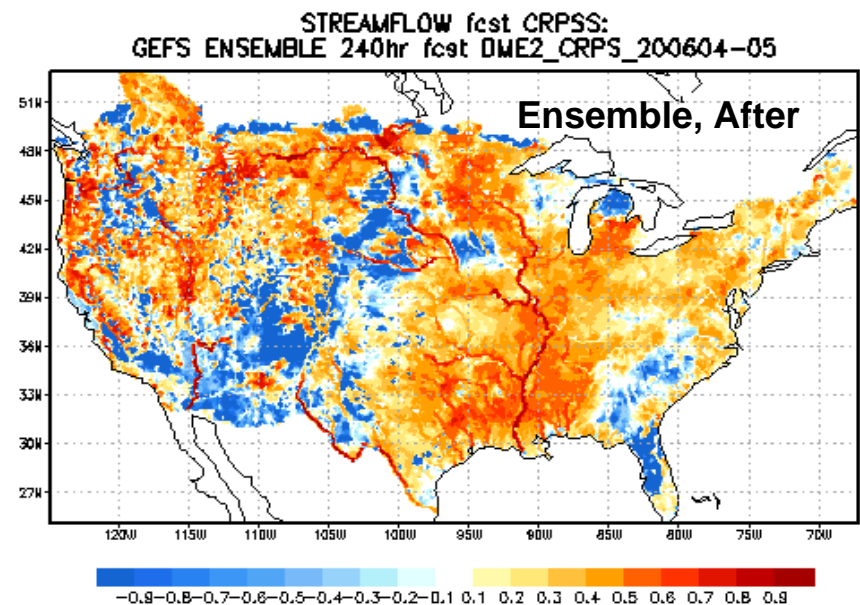 STREAMFLOW fcst CRPSS:
GEFS ENSEMBLE 240hr fcst DME2_CRPS_200604-05
Ensemble, After
51N
48N
45N
42N
39N
36N
33N
30N
27N
120W 115W 110W 105W 100W 95W 90W 85W 80W 75W 70W
-0.9-0.8-0.7-0.6-0.5-0.4-0.3-0.2-0.1 0.1 0.2 0.3 0.4 0.5 0.6 0.7 0.8 0.9